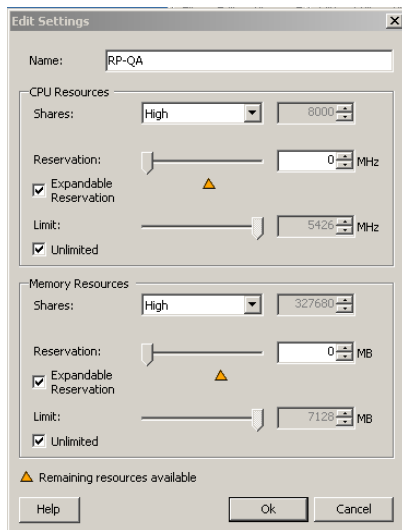 Edit Settings
Name: RP-QA
CPU Resources
Shares: High 8000
Reservation: 0 MHz
Expandable
Reservation
Limit: 5426 MHz
Unlimited
Memory Resources
Shares: High 327680
Reservation: 0 MB
Expandable
Reservation
Limit: 7128 MB
Unlimited
Remaining resources available
Help Ok Cancel